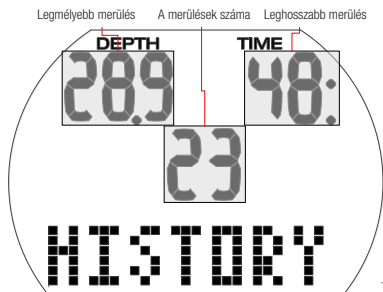 Legmélyebb merülés A merülések száma Leghosszabb merülés
DEPTH TIME
28.9 48:
23
HISTORY